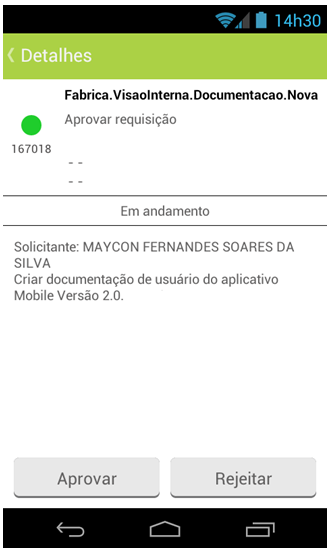 14h30
Detalhes
Fabrica.VisaoInterna.Documentacao.Nova
Aprovar requisição
167018
- -
- -
Em andamento
Solicitante: MAYCON FERNANDES SOARES DA
SILVA
Criar documentação de usuário do aplicativo
Mobile Versão 2.0.
Aprovar
Rejeitar